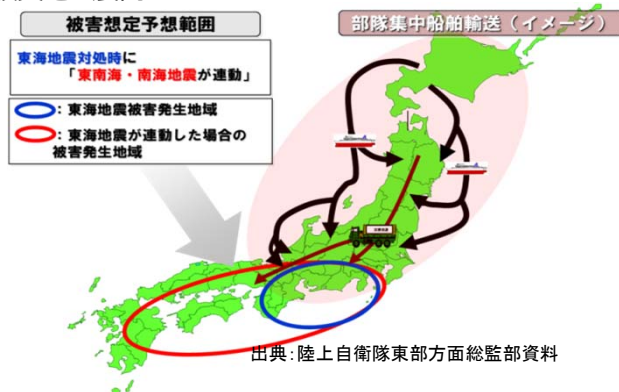 被害想定予想範囲
部隊集中船舶輸送（イメージ）
東海地震対処時に
「東南海・南海地震が連動」
：東海地震被害発生地域
：東海地震が連動した場合の
被害発生地域
出典：陸上自衛隊東部方面総監部資料